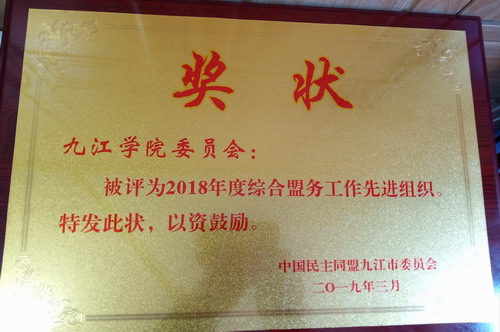 奖状
九江学院委员会：
被评为2018年度综合盟务工作先进组织。
特发此状，以资鼓励。
中国民主同盟九江市委员会
二〇一九年三月